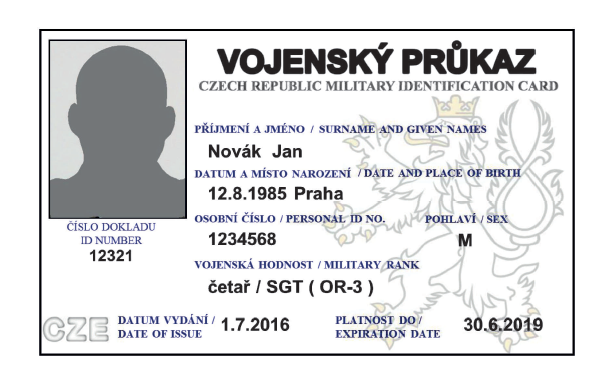 VOJENSKÝ PRŮKAZ
CZECH REPUBLIC MILITARY IDENTIFICATION CARD
PŘÍJMENÍ A JMÉNO / SURNAME AND GIVEN NAMES
Novák Jan
DATUM A MÍSTO NAROZENÍ / DATE AND PLACE OF BIRTH
12.8.1985 Praha
OSOBNÍ ČÍSLO / PERSONAL ID NO. POHLAVÍ / SEX
1234568 M
ČÍSLO DOKLADU
ID NUMBER
12321
VOJENSKÁ HODNOST / MILITARY RANK
četař / SGT ( OR-3 )
CZE
DATUM VYDÁNÍ /
DATE OF ISSUE
1.7.2016
PLATNOST DO /
EXPIRATION DATE
30.6.2019